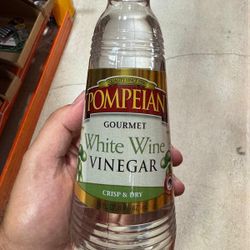 POMPEIAN
GOURMET
White Wine
VINEGAR
CRISP & DRY